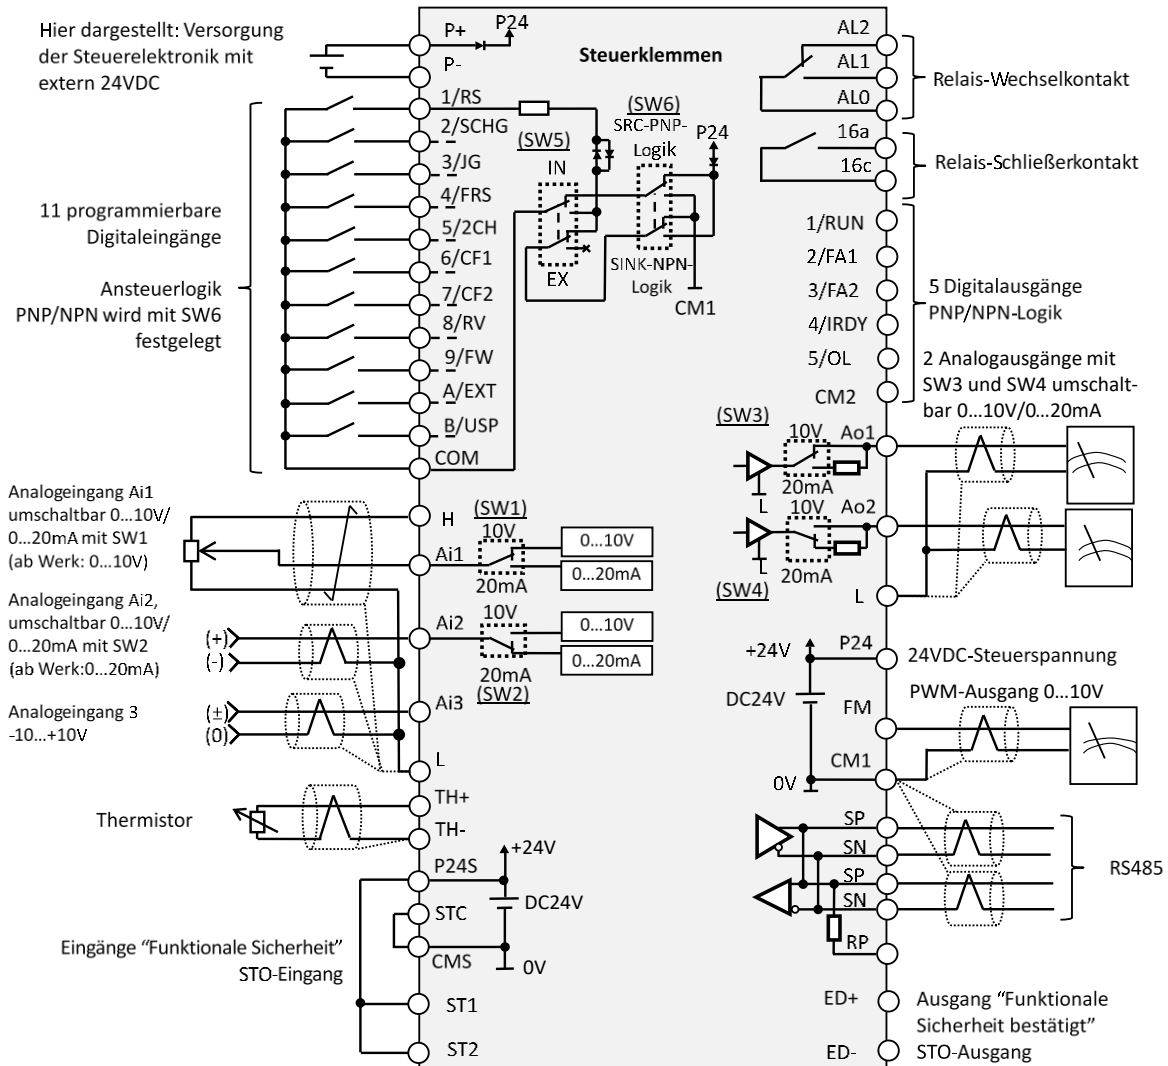 Steuerklemmen
Hier dargestellt: Versorgung
der Steuerelektronik mit
extern 24VDC
P+
P-
P24
1/RS
2/SCHG
3/JG
4/FRS
5/2CH
6/CF1
7/CF2
8/RV
9/FW
A/EXT
B/USP
COM
11 programmierbare
Digitaleingänge
Ansteuerlogik
PNP/NPN wird mit SW6
festgelegt
(SW5)
IN
EX
(SW6)
SRC-PNP-
Logik
P24
SINK-NPN-
Logik
CM1
AL2
AL1
AL0
Relais-Wechselkontakt
16a
16c
Relais-Schließerkontakt
1/RUN
2/FA1
3/FA2
4/IRDY
5/OL
CM2
5 Digitalausgänge
PNP/NPN-Logik
2 Analogausgänge mit
SW3 und SW4 umschalt-
bar 0...10V/0...20mA
(SW3)
10V
20mA
Ao1
L
10V
20mA
Ao2
L
(SW4)
L
Analogeingang Ai1
umschaltbar 0...10V/
0...20mA mit SW1
(ab Werk: 0...10V)
H
Ai1
(SW1)
10V
20mA
0...10V
0...20mA
Analogeingang Ai2,
umschaltbar 0...10V/
0...20mA mit SW2
(ab Werk:0...20mA)
(+)
(-)
Ai2
10V
20mA
(SW2)
0...10V
0...20mA
Analogeingang 3
-10...+10V
(±)
(0)
Ai3
L
Thermistor
TH+
TH-
P24S
STC
CMS
ST1
ST2
+24V
DC24V
0V
Eingänge “Funktionale Sicherheit”
STO-Eingang
+24V
DC24V
0V
P24
24VDC-Steuerspannung
PWM-Ausgang 0...10V
FM
CM1
SP
SN
SP
SN
RP
RS485
ED+
ED-
Ausgang “Funktionale
Sicherheit bestätigt”
STO-Ausgang